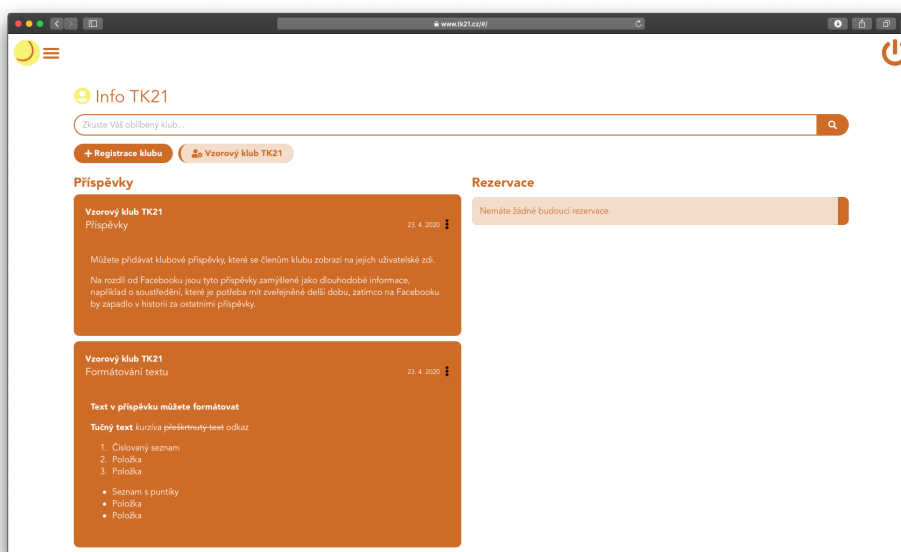 www.tk21.cz/#/
Info TK21
Zkuste Váš oblíbený klub...
+ Registrace klubu
Vzorový klub TK21
Příspěvky
Vzorový klub TK21
Příspěvky
23. 4. 2020
Můžete přidávat klubové příspěvky, které se členům klubu zobrazí na jejich uživatelské zdi.
Na rozdíl od Facebooku jsou tyto příspěvky zamýšlené jako dlouhodobé informace,
například o soustředění, které je potřeba mít zveřejněné delší dobu, zatímco na Facebooku
by zapadlo v historii za ostatními příspěvky.
Vzorový klub TK21
Formátování textu
23. 4. 2020
Text v příspěvku můžete formátovat
Tučný text kurzíva přeškrtnutý text odkaz
1. Číslovaný seznam
2. Položka
3. Položka
• Seznam s puntíky
• Položka
• Položka
Rezervace
Nemáte žádné budoucí rezervace.